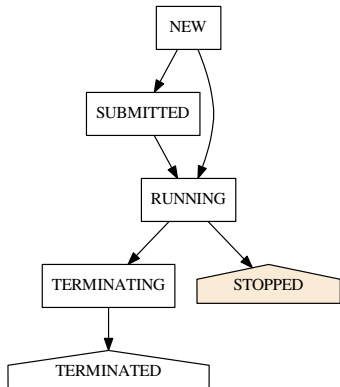 NEW
SUBMITTED
RUNNING
TERMINATING
STOPPED
TERMINATED